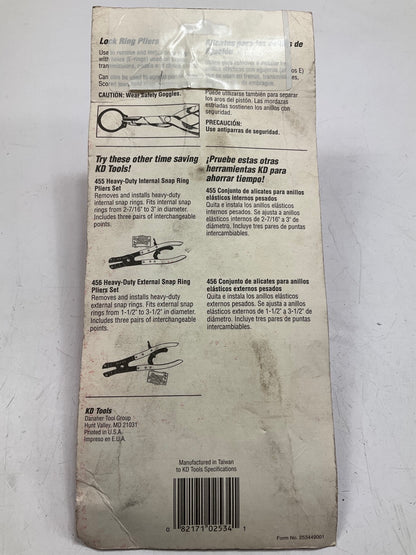 Lock Ring Pliers
Use to remove and install
CAUTION: Wear Safety Goggles.
Try these other time saving
KD Tools!
455 Heavy-Duty Internal Snap Ring
Pliers Set
Removes and installs heavy-duty
internal snap rings. Fits internal snap
rings from 2-7/16" to 3" in diameter.
Includes three pairs of interchangeable
points.
456 Heavy-Duty External Snap Ring
Pliers Set
Removes and installs heavy-duty
external snap rings. Fits external snap
rings from 1-1/2" to 3-1/2" in diameter.
Includes three pairs of interchangeable
points.
KD Tools
Danaher Tool Group
Hunt Valley, MD 21031
Printed in U.S.A.
Impreso en E.U.A.
Alicates para los
de
Puede utilizarse también para separar
los aros del pistón. Las mordazas
estriadas sostienen los anillos con
seguridad.
PRECAUCIÓN:
Use antiparras de seguridad.
¡Pruebe estas otras
herramientas KD para
ahorrar tiempo!
455 Conjunto de alicates para anillos
elásticos internos pesados
Quita e instala los anillos elásticos
internos pesados. Se ajusta a anillos
elásticos internos de 2-7/16" a 3" de
diámetro. Incluye tres pares de puntas
intercambiables.
456 Conjunto de alicates para anillos
elásticos externos pesados
Quita e instala los anillos elásticos
externos pesados. Se ajusta a anillos
elásticos externos de 1-1/2" a 3-1/2" de
diámetro. Incluye tres pares de puntas
intercambiables.
Manufactured in Taiwan
to KD Tools Specifications
0 82171 02534 1
Form No. 253449001